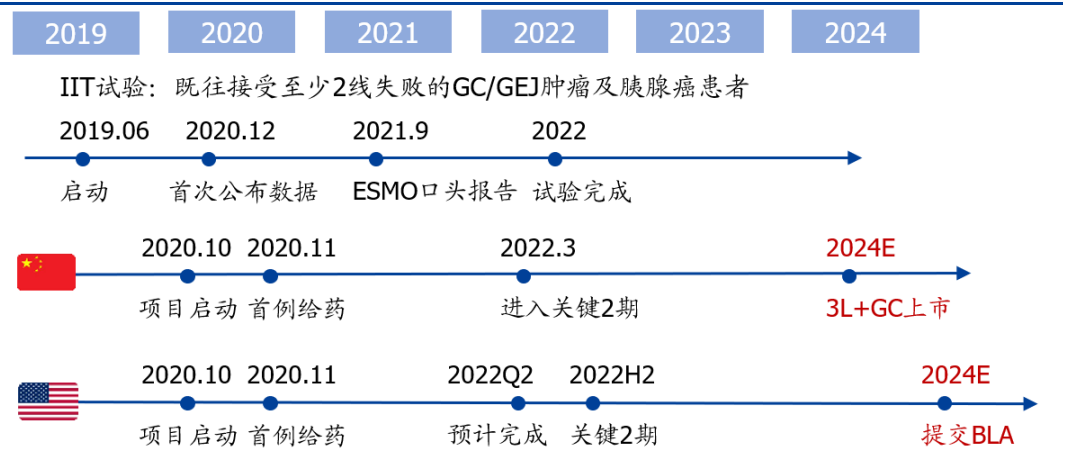 2019 2020 2021 2022 2023 2024
IIT试验：既往接受至少2线失败的GC/GEJ肿瘤及胰腺癌患者
2019.06 2020.12 2021.9 2022
启动 首次公布数据 ESMO口头报告 试验完成
2020.10 2020.11 2022.3 2024E
项目启动 首例给药 进入关键2期 3L+GC上市
2020.10 2020.11 2022Q2 2022H2 2024E
项目启动 首例给药 预计完成 关键2期 提交BLA